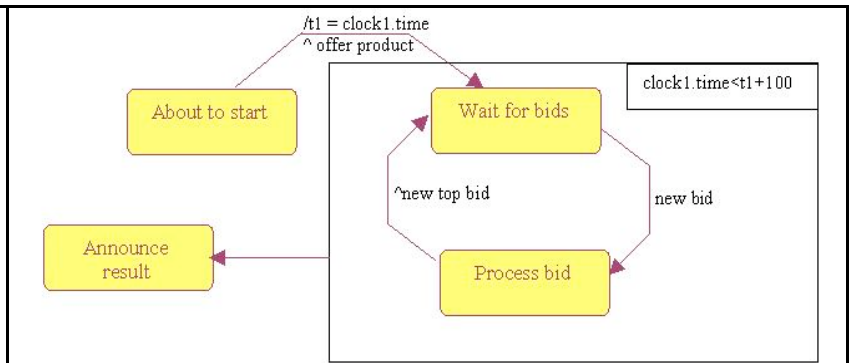 /t1 = clock1.time
^ offer product
clock1.time<t1+100
About to start
Wait for bids
^new top bid
new bid
Announce
result
Process bid